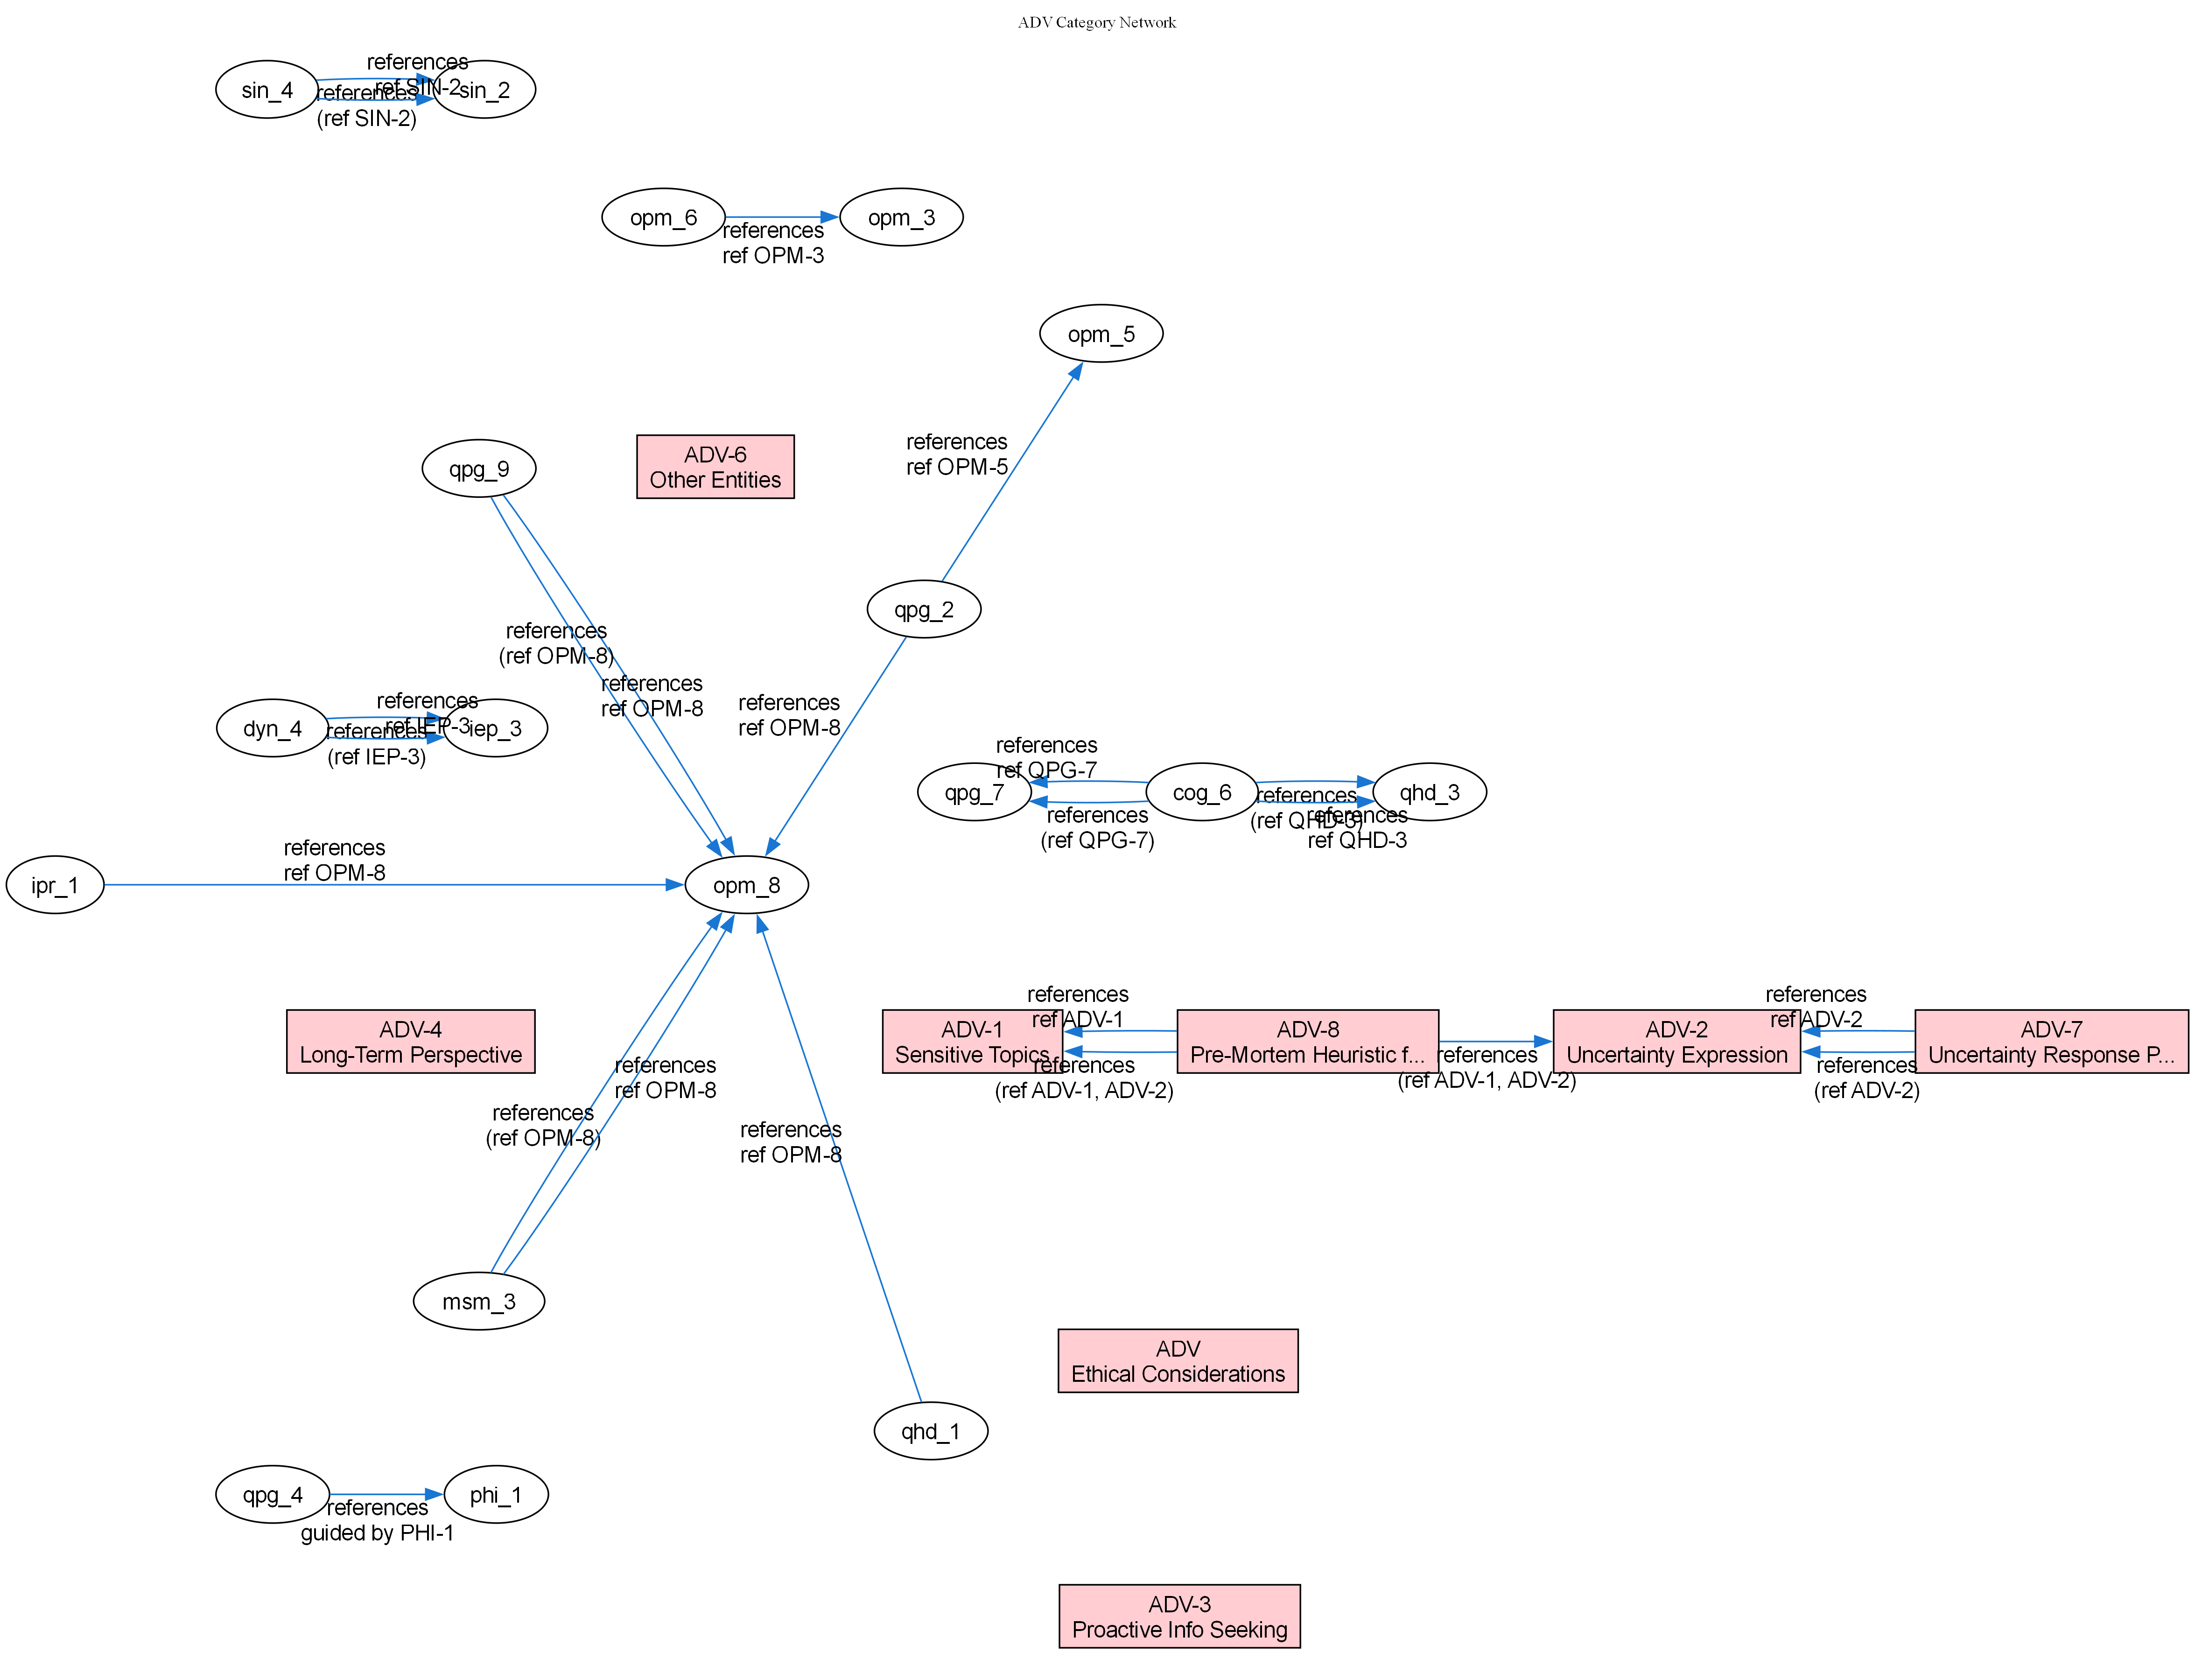 ADV Category Network
references
ref SIN-2
sin_4
sin_2
references
(ref SIN-2)
opm_6
opm_3
references
ref OPM-3
opm_5
references
ref OPM-5
ADV-6
Other Entities
qpg_9
qpg_2
references
(ref OPM-8)
references
ref OPM-8
references
ref OPM-8
references
ref IEP-3
dyn_4
iep_3
references
(ref IEP-3)
references
ref QPG-7
qpg_7
cog_6
qhd_3
references
(ref QPG-7)
references
(ref QHD-3)
references
ref QHD-3
references
ref OPM-8
ipr_1
opm_8
references
ref ADV-1
references
ref ADV-2
ADV-4
Long-Term Perspective
ADV-1
Sensitive Topics
ADV-8
Pre-Mortem Heuristic f...
ADV-2
Uncertainty Expression
ADV-7
Uncertainty Response P...
references
(ref ADV-1, ADV-2)
references
(ref ADV-1, ADV-2)
references
(ref ADV-2)
references
ref OPM-8
references
(ref OPM-8)
references
ref OPM-8
msm_3
ADV
Ethical Considerations
qhd_1
qpg_4
phi_1
references
guided by PHI-1
ADV-3
Proactive Info Seeking